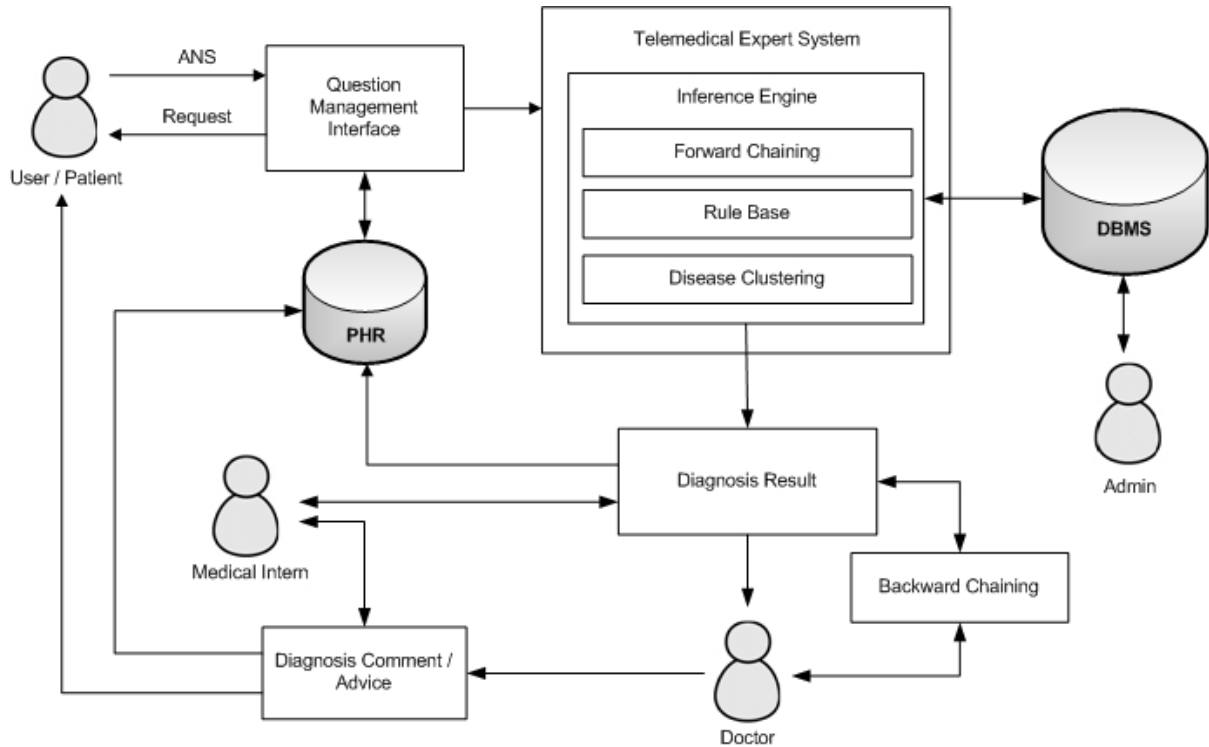 Telemedical Expert System
ANS
Question
Management
Interface
Inference Engine
Request
Forward Chaining
User / Patient
Rule Base
DBMS
Disease Clustering
PHR
Diagnosis Result
Admin
Medical Intern
Backward Chaining
Diagnosis Comment /
Advice
Doctor